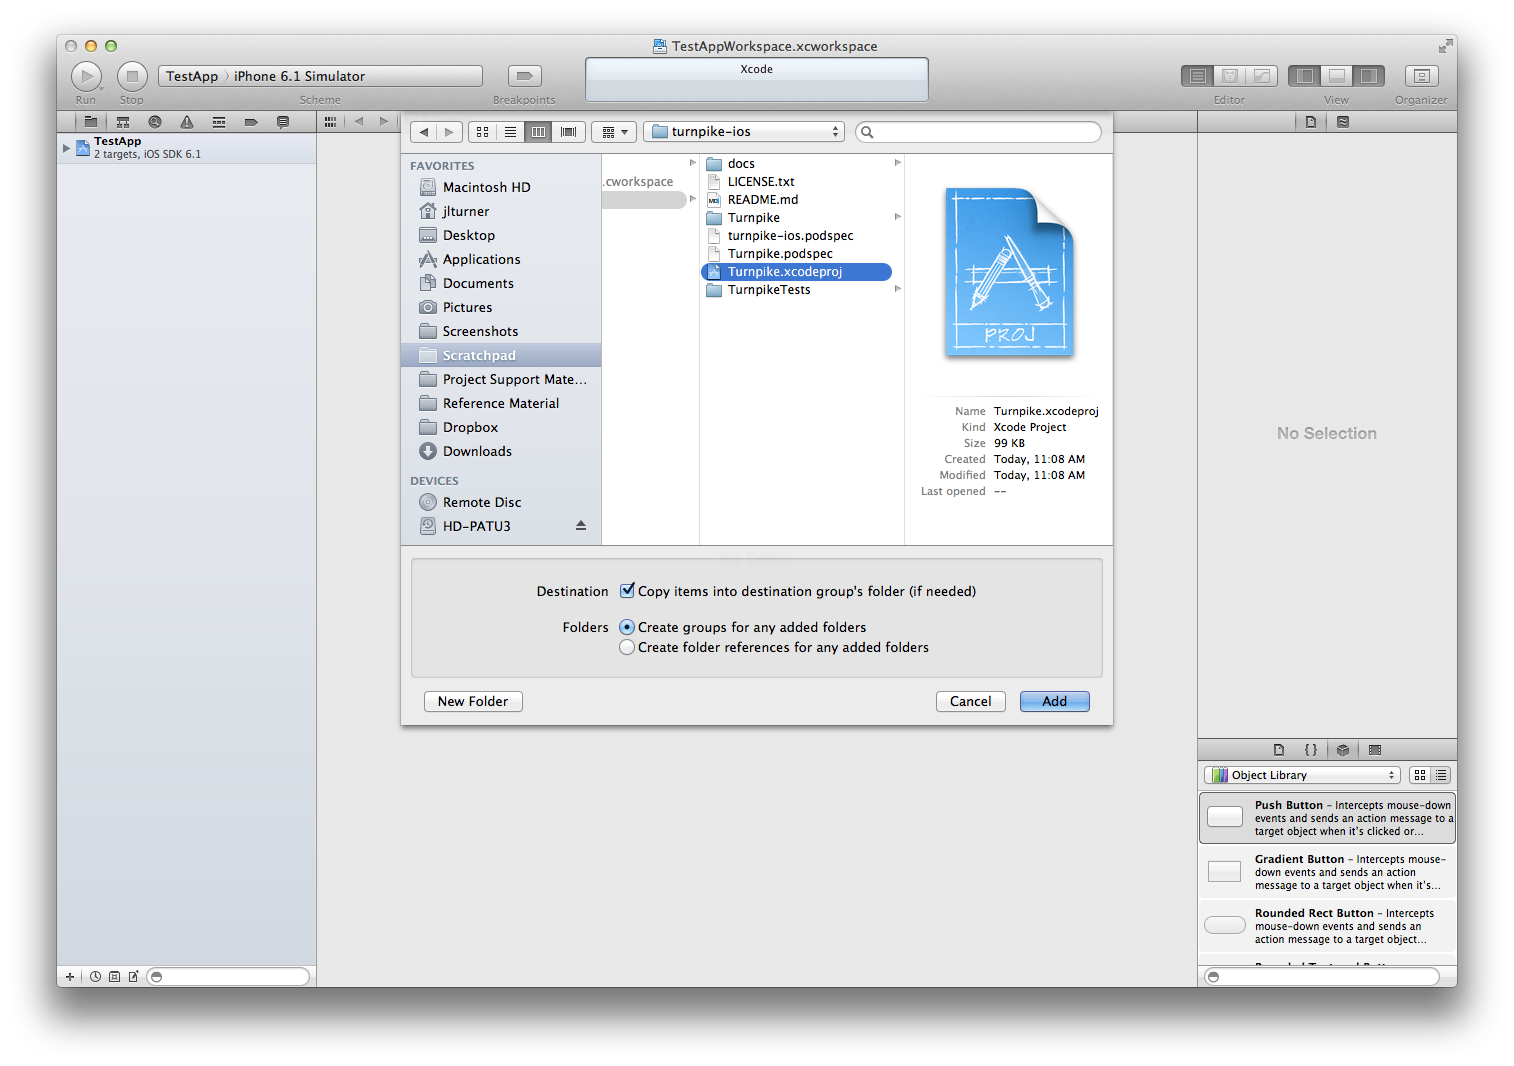 TestAppWorkspace.xcworkspace
TestApp 〉 iPhone 6.1 Simulator
Xcode
Run
Stop
Scheme
Breakpoints
Editor
View
Organizer
TestApp
2 targets, iOS SDK 6.1
turnpike-ios
FAVORITES
Macintosh HD
jlturner
Desktop
Applications
Documents
Pictures
Screenshots
Scratchpad
Project Support Mate...
Reference Material
Dropbox
Downloads
DEVICES
Remote Disc
HD-PATU3
.cworkspace
docs
LICENSE.txt
README.md
Turnpike
turnpike-ios.podspec
Turnpike.podspec
Turnpike.xcodeproj
TurnpikeTests
PROJ
Name Turnpike.xcodeproj
Kind Xcode Project
Size 99 KB
Created Today, 11:08 AM
Modified Today, 11:08 AM
Last opened --
Destination Copy items into destination group's folder (if needed)
Folders Create groups for any added folders
Create folder references for any added folders
New Folder
Cancel
Add
No Selection
{ }
Object Library
Push Button – Intercepts mouse-down
events and sends an action message to a
target object when it's clicked or...
Gradient Button – Intercepts mouse-
down events and sends an action
message to a target object when it's...
Rounded Rect Button – Intercepts
mouse-down events and sends an
action message to a target object...